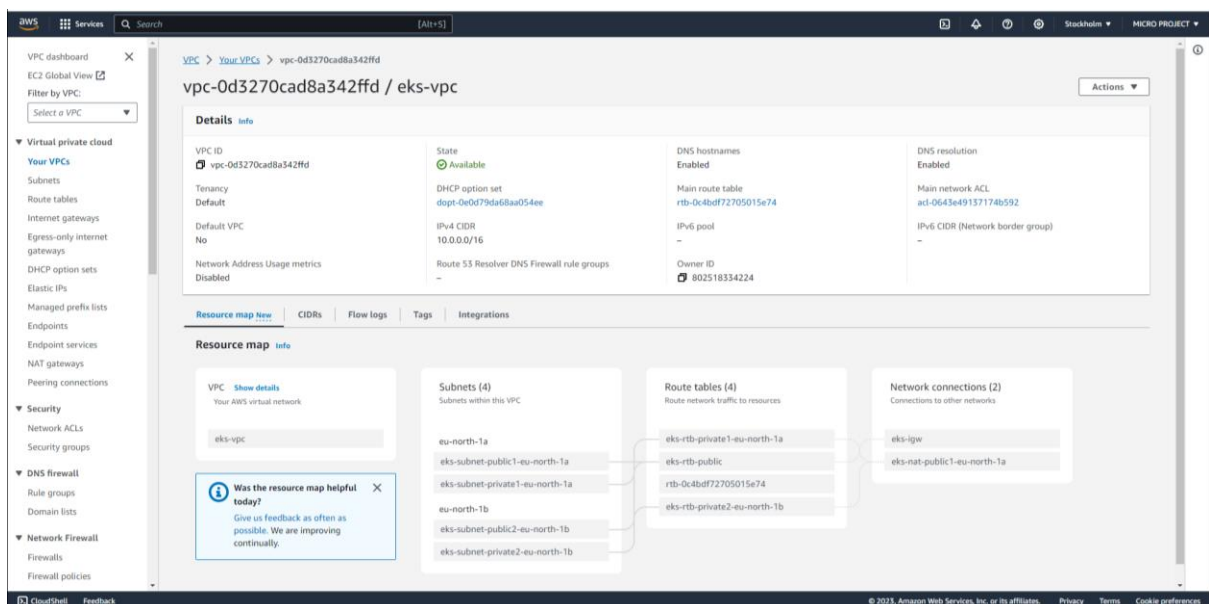 aws
Services
Search
[Alt+S]
Stockholm ▼
MICRO PROJECT ▼
VPC dashboard
EC2 Global View
Filter by VPC:
Select a VPC
Virtual private cloud
Your VPCs
Subnets
Route tables
Internet gateways
Egress-only internet
gateways
DHCP option sets
Elastic IPs
Managed prefix lists
Endpoints
Endpoint services
NAT gateways
Peering connections
Security
Network ACLs
Security groups
DNS firewall
Rule groups
Domain lists
Network Firewall
Firewalls
Firewall policies
VPC > Your VPCs > vpc-0d3270cad8a342ffd
vpc-0d3270cad8a342ffd / eks-vpc
Actions ▼
Details Info
VPC ID
vpc-0d3270cad8a342ffd
State
Available
DNS hostnames
Enabled
DNS resolution
Enabled
Tenancy
Default
DHCP option set
dopt-0e0d79da68aa054ee
Main route table
rtb-0c4bdf72705015e74
Main network ACL
acl-0643e49137174b592
Default VPC
No
IPv4 CIDR
10.0.0.0/16
IPv6 pool
–
IPv6 CIDR (Network border group)
–
Network Address Usage metrics
Disabled
Route 53 Resolver DNS Firewall rule groups
–
Owner ID
802518334224
Resource map New
CIDRs
Flow logs
Tags
Integrations
Resource map Info
VPC Show details
Your AWS virtual network
eks-vpc
Was the resource map helpful
today?
Give us feedback as often as
possible. We are improving
continually.
Subnets (4)
Subnets within this VPC
eu-north-1a
eks-subnet-public1-eu-north-1a
eks-subnet-private1-eu-north-1a
eu-north-1b
eks-subnet-public2-eu-north-1b
eks-subnet-private2-eu-north-1b
Route tables (4)
Route network traffic to resources
eks-rtb-private1-eu-north-1a
eks-rtb-public
rtb-0c4bdf72705015e74
eks-rtb-private2-eu-north-1b
Network connections (2)
Connections to other networks
eks-igw
eks-nat-public1-eu-north-1a
CloudShell
Feedback
© 2023, Amazon Web Services, Inc. or its affiliates.
Privacy
Terms
Cookie preferences